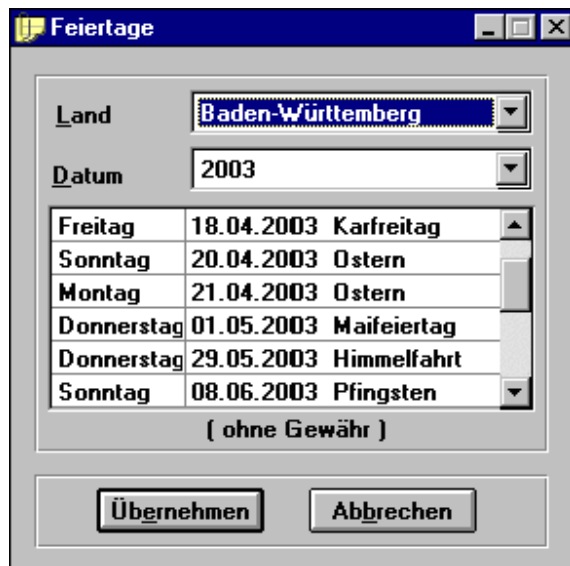 Feiertage
Land Baden-Württemberg
Datum 2003
Freitag 18.04.2003 Karfreitag
Sonntag 20.04.2003 Ostern
Montag 21.04.2003 Ostern
Donnerstag 01.05.2003 Maifeiertag
Donnerstag 29.05.2003 Himmelfahrt
Sonntag 08.06.2003 Pfingsten
( ohne Gewähr )
Übernehmen Abbrechen